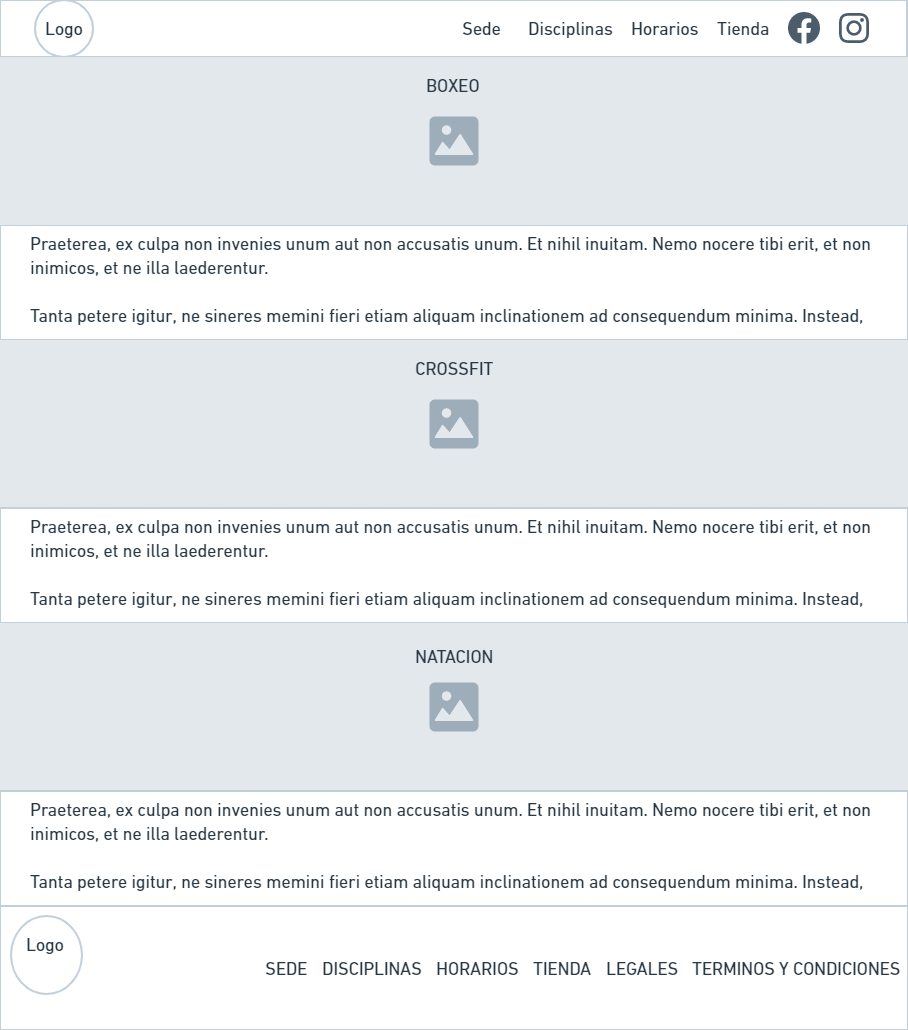 Logo Sede Disciplinas Horarios Tienda
BOXEO
Praeterea, ex culpa non invenies unum aut non accusatis unum. Et nihil inuitam. Nemo nocere tibi erit, et non
inimicos, et ne illa laederentur.
Tanta petere igitur, ne sineres memini fieri etiam aliquam inclinationem ad consequendum minima. Instead,
CROSSFIT
Praeterea, ex culpa non invenies unum aut non accusatis unum. Et nihil inuitam. Nemo nocere tibi erit, et non
inimicos, et ne illa laederentur.
Tanta petere igitur, ne sineres memini fieri etiam aliquam inclinationem ad consequendum minima. Instead,
NATACION
Praeterea, ex culpa non invenies unum aut non accusatis unum. Et nihil inuitam. Nemo nocere tibi erit, et non
inimicos, et ne illa laederentur.
Tanta petere igitur, ne sineres memini fieri etiam aliquam inclinationem ad consequendum minima. Instead,
Logo
SEDE DISCIPLINAS HORARIOS TIENDA LEGALES TERMINOS Y CONDICIONES